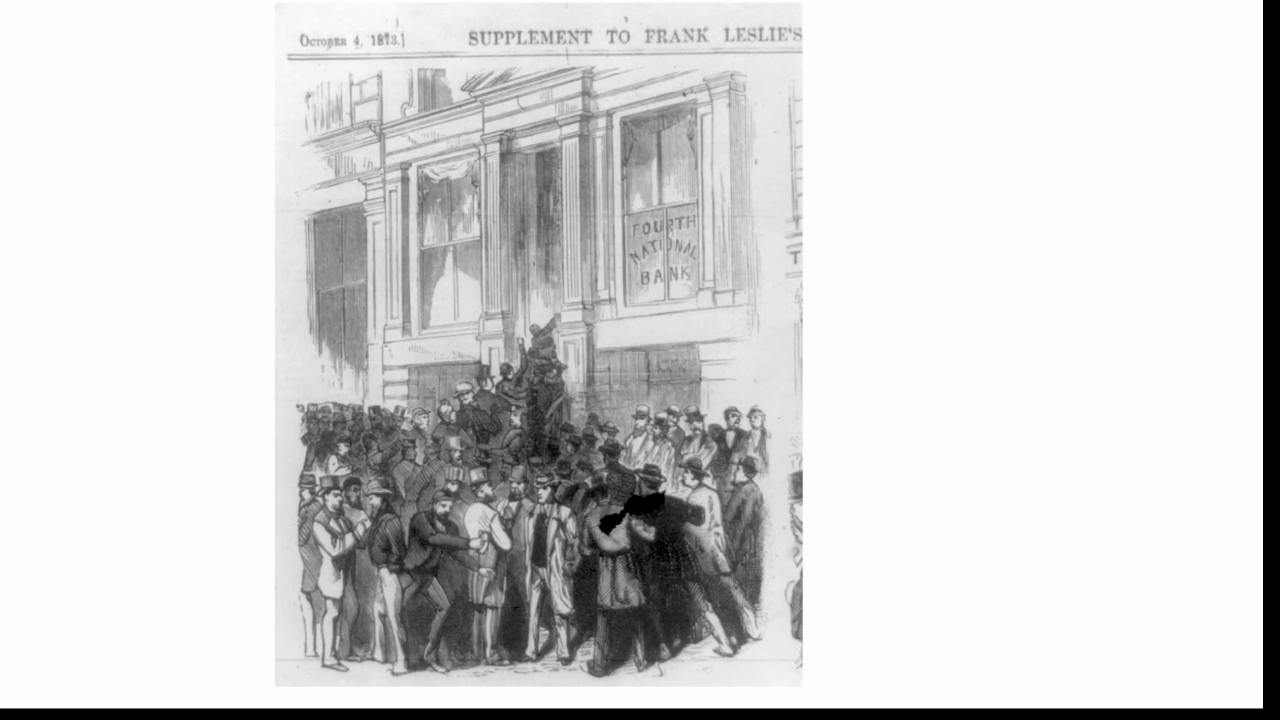 October 4, 1873.] SUPPLEMENT TO FRANK LESLIE'S
FOURTH
NATIONAL
BANK
T